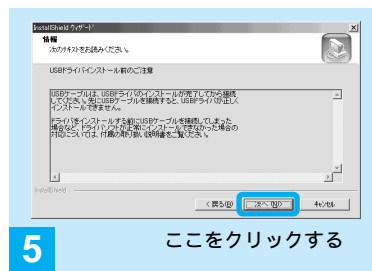 InstallShield ウィザード
情報
次のテキストをお読みください。
USBドライバインストール前のご注意
USBケーブルは、USBドライバのインストールが完了してから接続
してください。先にUSBケーブルを接続すると、USBドライバが正しく
インストールできません。
ドライバをインストールする前にUSBケーブルを接続してしまった
場合など、ドライバソフトが正常にインストールできなかった場合の
対応については、付属の取り扱い説明書をご覧ください。
InstallShield
< 戻る(B)
次へ(N)>
キャンセル
5
ここをクリックする